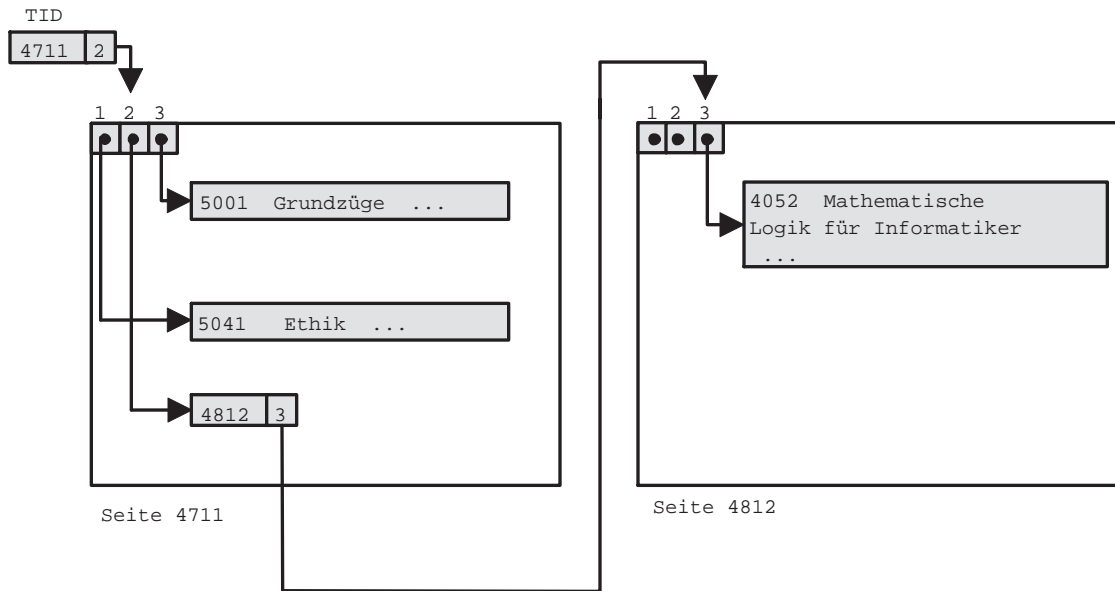 TID
4711 2
1 2 3
5001 Grundzüge ...
5041 Ethik ...
4812 3
Seite 4711
1 2 3
4052 Mathematische
Logik für Informatiker
...
Seite 4812